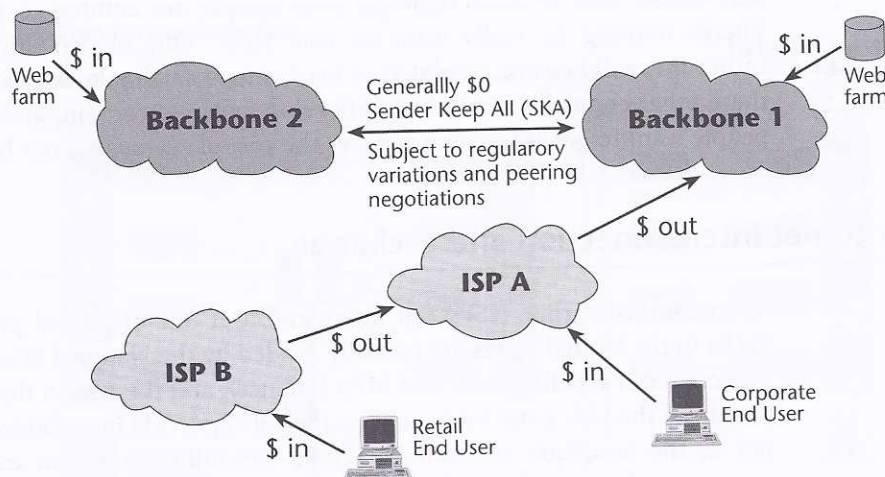 $ in
Web
farm
Backbone 2
Generallly $0
Sender Keep All (SKA)
Subject to regularory
variations and peering
negotiations
Backbone 1
$ in
Web
farm
$ out
ISP A
$ out
ISP B
$ in
Retail
End User
$ in
Corporate
End User